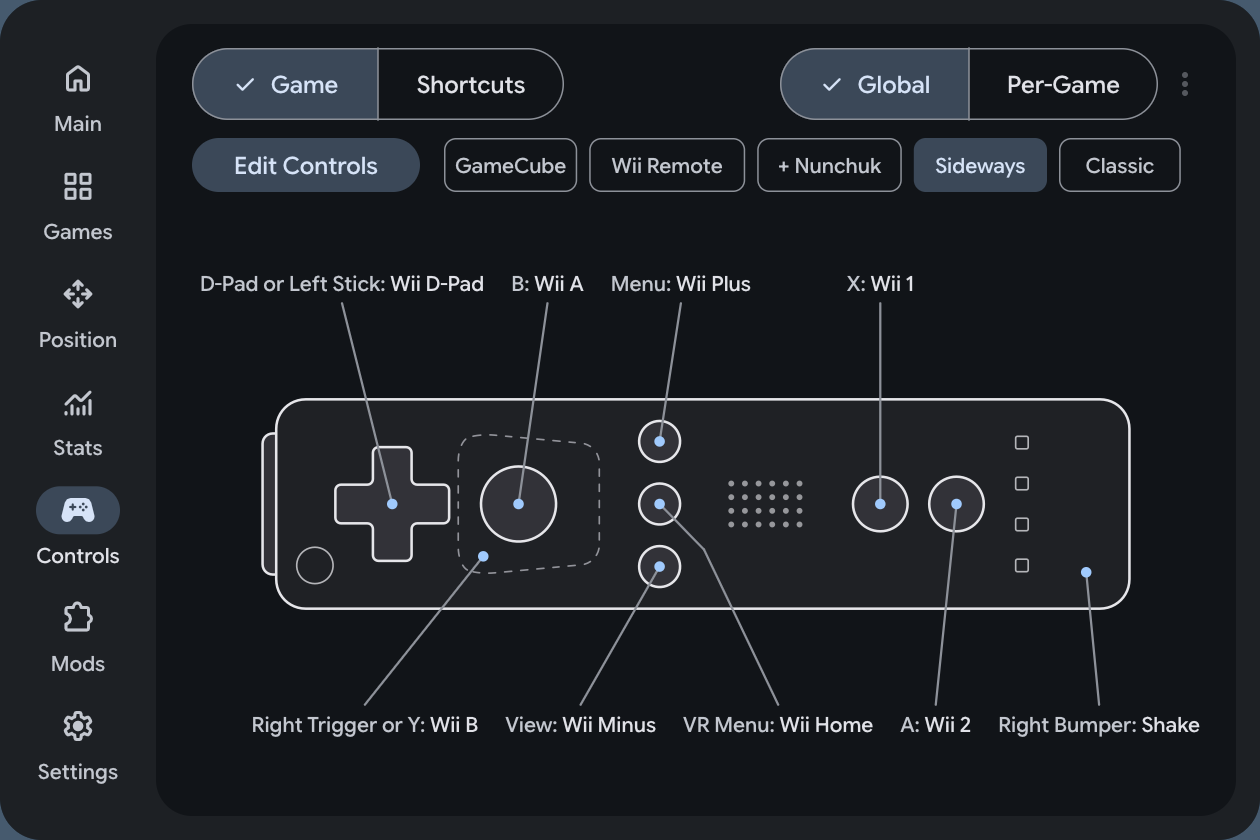 Main
Games
Position
Stats
Controls
Mods
Settings
Game
Shortcuts
Global
Per-Game
Edit Controls
GameCube
Wii Remote
+ Nunchuk
Sideways
Classic
D-Pad or Left Stick: Wii D-Pad
B: Wii A
Menu: Wii Plus
X: Wii 1
Right Trigger or Y: Wii B
View: Wii Minus
VR Menu: Wii Home
A: Wii 2
Right Bumper: Shake